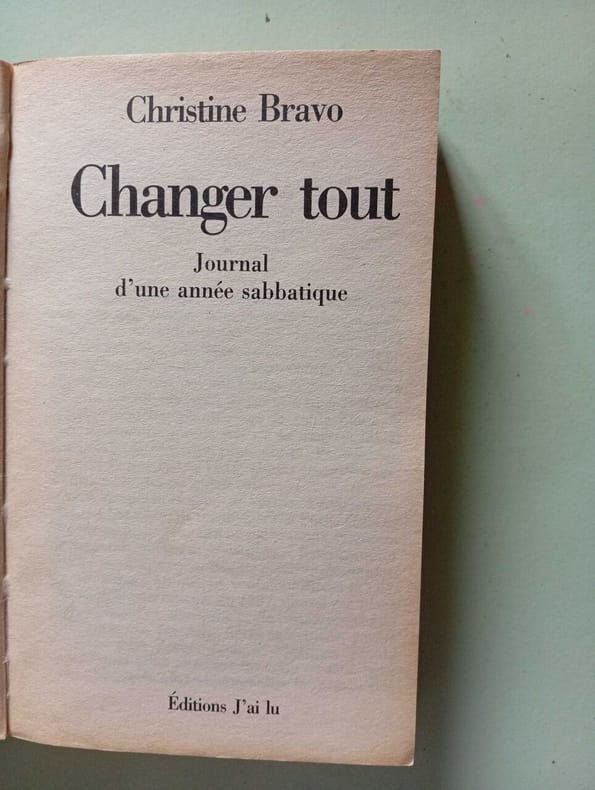 Christine Bravo
Changer tout
Journal
d'une année sabbatique
Éditions J'ai lu